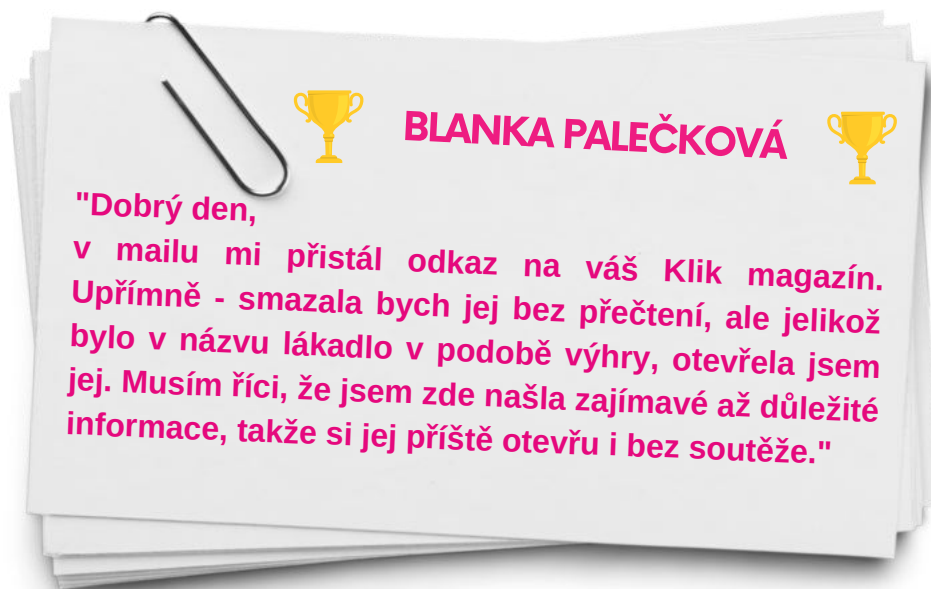 BLANKA PALEČKOVÁ
"Dobrý den,
v mailu mi přistál odkaz na váš Klik magazín.
Upřímně - smazala bych jej bez přečtení, ale jelikož
bylo v názvu lákadlo v podobě výhry, otevřela jsem
jej. Musím říci, že jsem zde našla zajímavé až důležité
informace, takže si jej příště otevřu i bez soutěže."